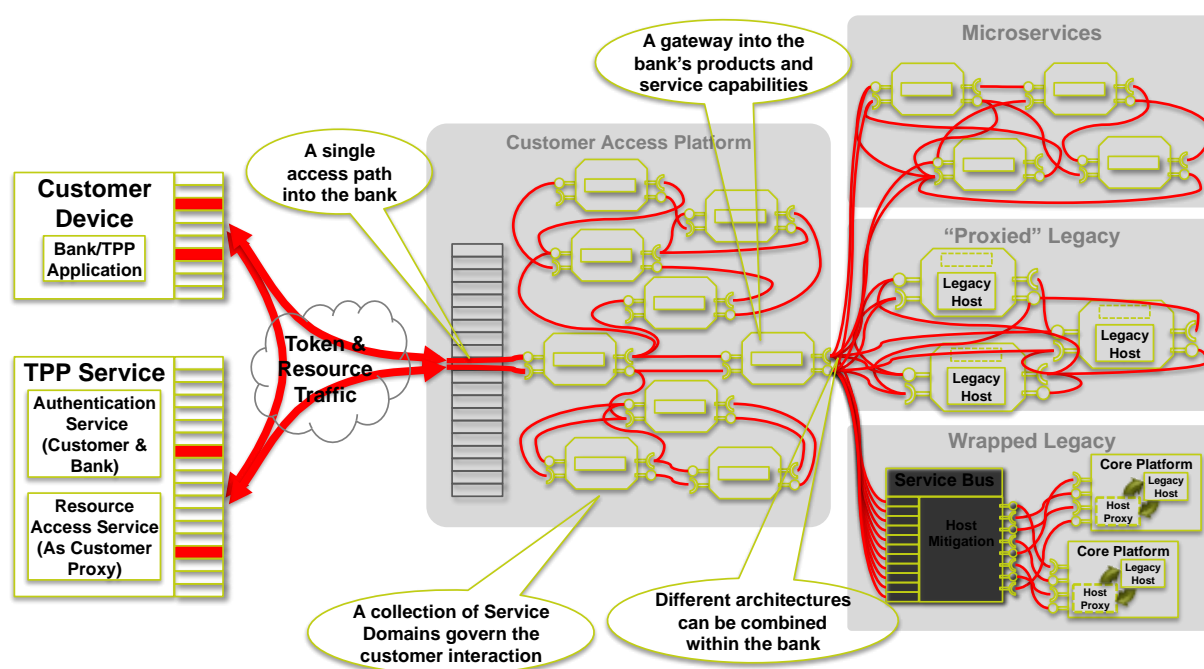 Customer
Device
Bank/TPP
Application
TPP Service
Authentication
Service
(Customer &
Bank)
Resource
Access Service
(As Customer
Proxy)
Token &
Resource
Traffic
A single
access path
into the bank
Customer Access Platform
A gateway into the
bank's products and
service capabilities
A collection of Service
Domains govern the
customer interaction
Different architectures
can be combined
within the bank
Microservices
“Proxied” Legacy
Legacy
Host
Legacy
Host
Legacy
Host
Wrapped Legacy
Service Bus
Host
Mitigation
Core Platform
Legacy
Host
Host
Proxy
Core Platform
Legacy
Host
Host
Proxy